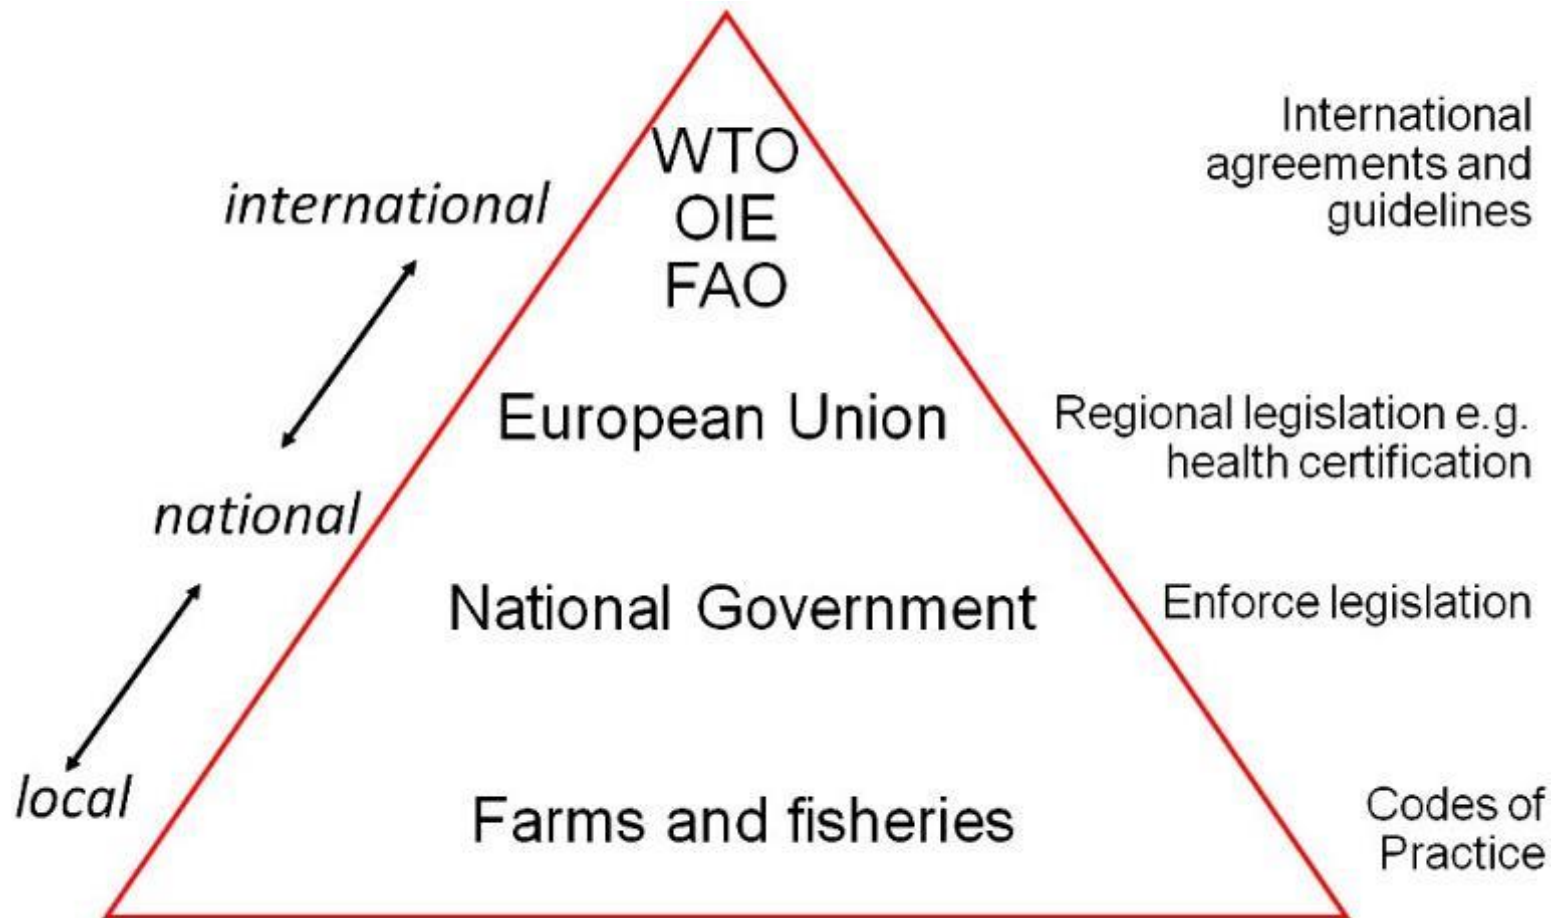 WTO
OIE
FAO
International
agreements and
guidelines
international
European Union
Regional legislation e.g.
health certification
national
National Government
Enforce legislation
local
Farms and fisheries
Codes of
Practice